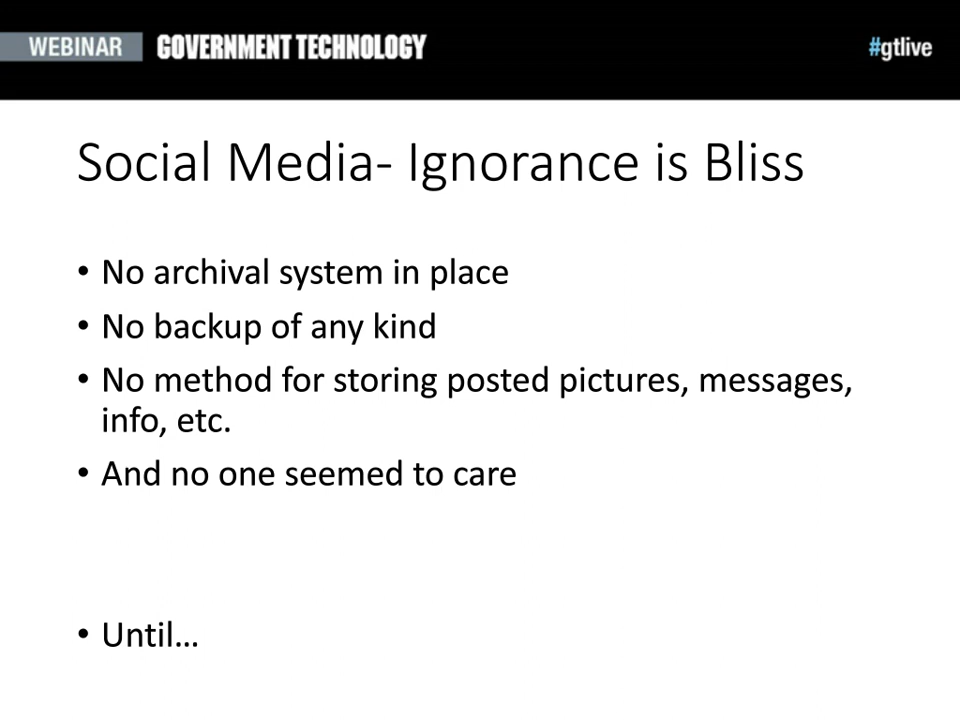 WEBINAR GOVERNMENT TECHNOLOGY #gtlive
Social Media- Ignorance is Bliss
• No archival system in place
• No backup of any kind
• No method for storing posted pictures, messages,
info, etc.
• And no one seemed to care
• Until…